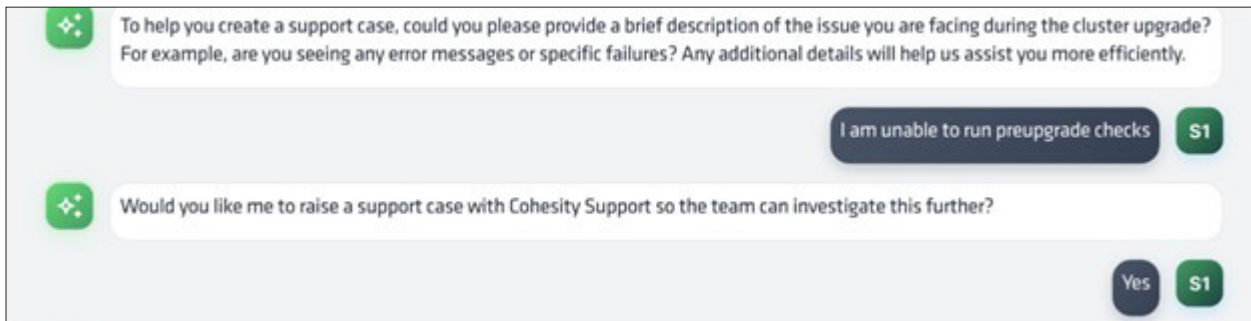 To help you create a support case, could you please provide a brief description of the issue you are facing during the cluster upgrade?
For example, are you seeing any error messages or specific failures? Any additional details will help us assist you more efficiently.
I am unable to run preupgrade checks
S1
Would you like me to raise a support case with Cohesity Support so the team can investigate this further?
Yes
S1